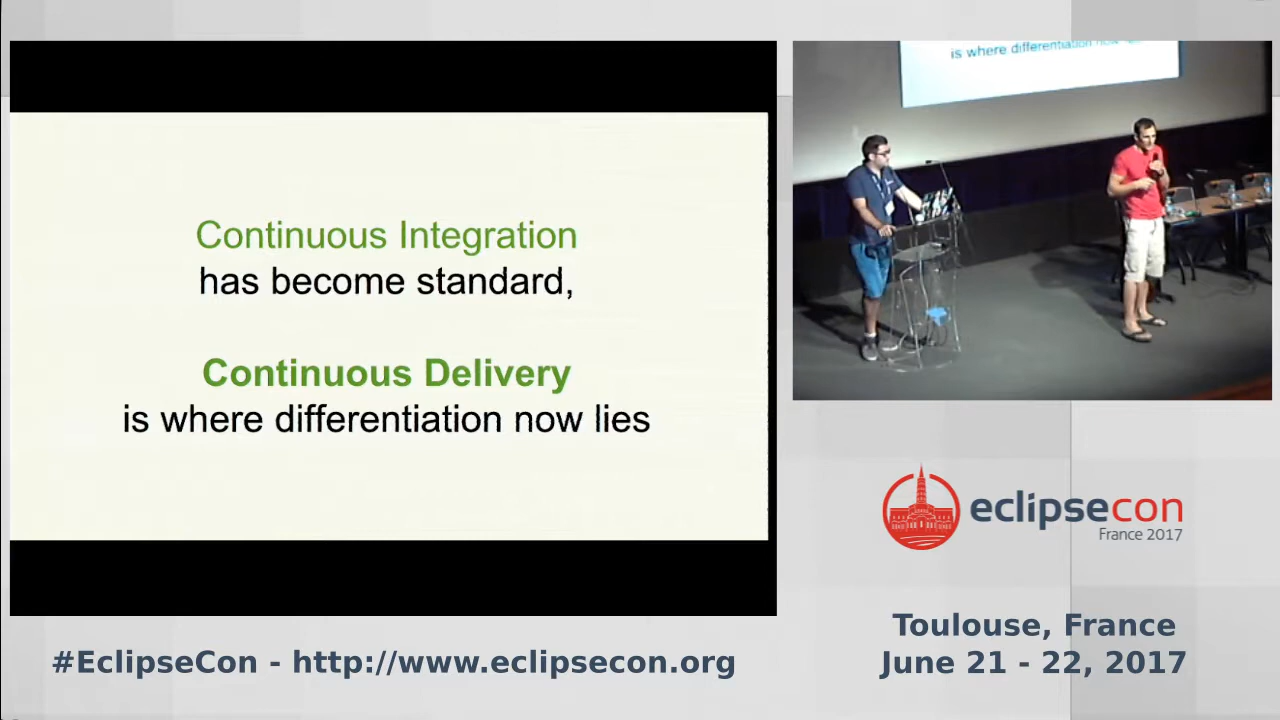 Continuous Integration
has become standard,
Continuous Delivery
is where differentiation now lies
is where differentiation now
eclipsecon
France 2017
Toulouse, France
June 21 - 22, 2017
#EclipseCon - http://www.eclipsecon.org